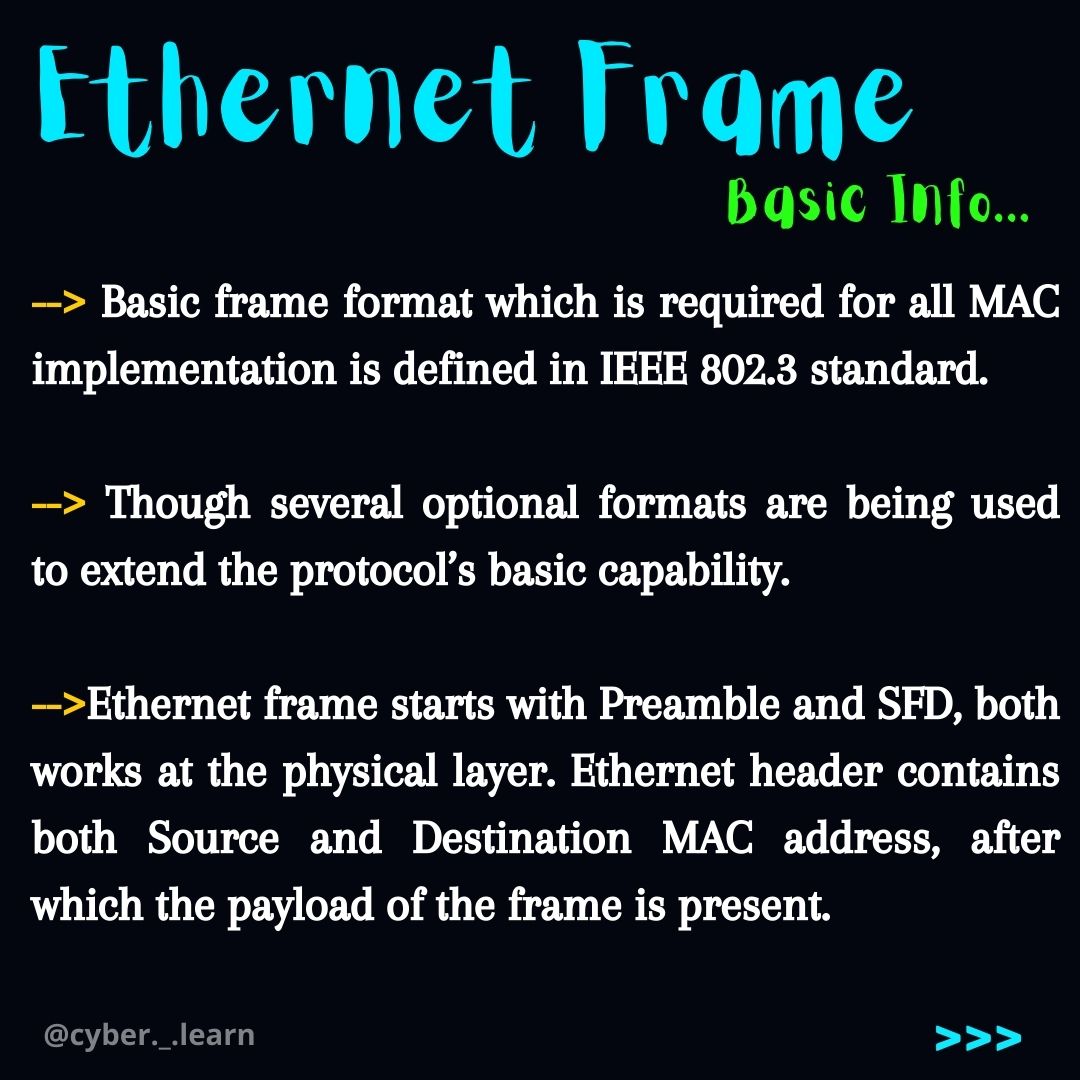 Ethernet Frame
Basic Info...
--> Basic frame format which is required for all MAC
implementation is defined in IEEE 802.3 standard.
--> Though several optional formats are being used
to extend the protocol’s basic capability.
-->Ethernet frame starts with Preamble and SFD, both
works at the physical layer. Ethernet header contains
both Source and Destination MAC address, after
which the payload of the frame is present.
@cyber._.learn
>>>